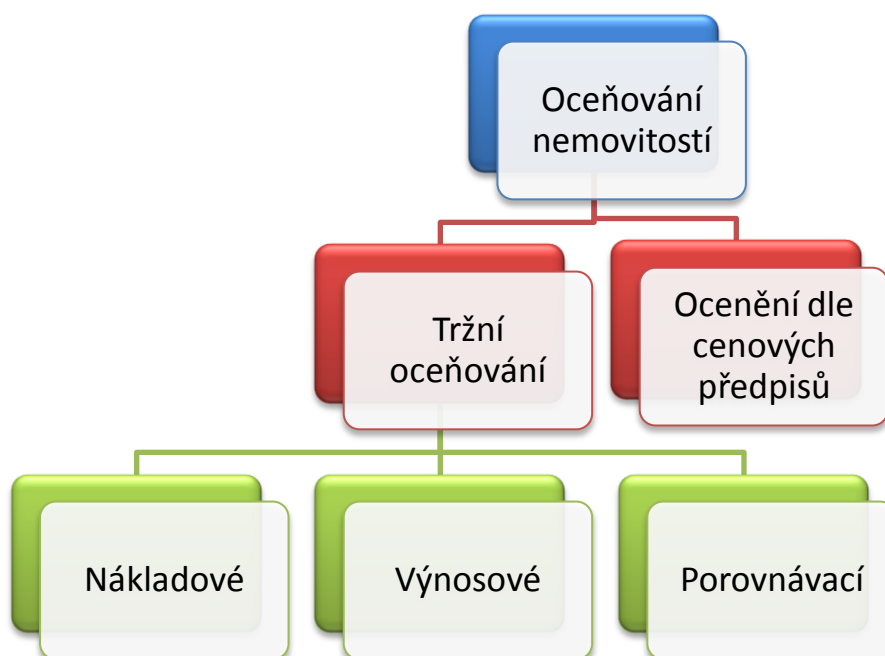 Oceňování
nemovitostí
Tržní
oceňování
Ocenění dle
cenových
předpisů
Nákladové
Výnosové
Porovnávací